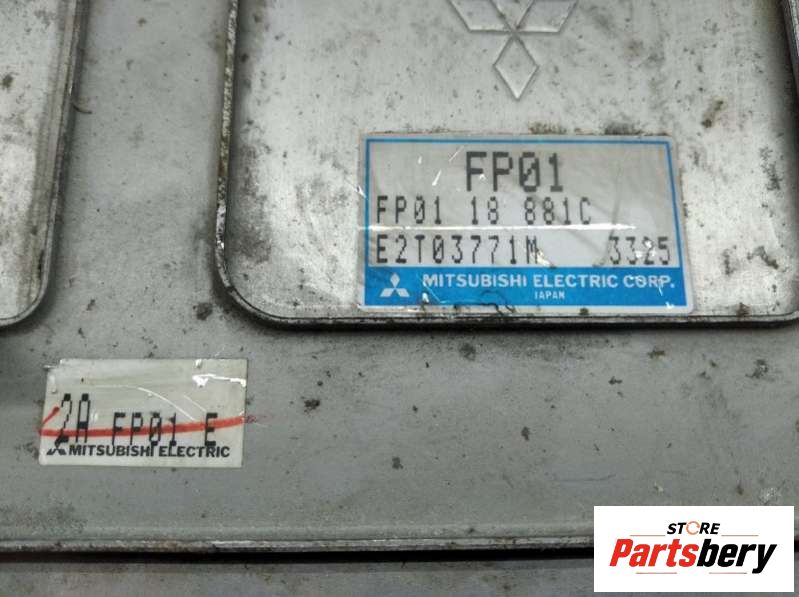 FP01
FP01 18 881C
E2T03771M 3325
MITSUBISHI ELECTRIC CORP.
JAPAN
2A FP01 E
MITSUBISHI ELECTRIC
STORE
Partsbery